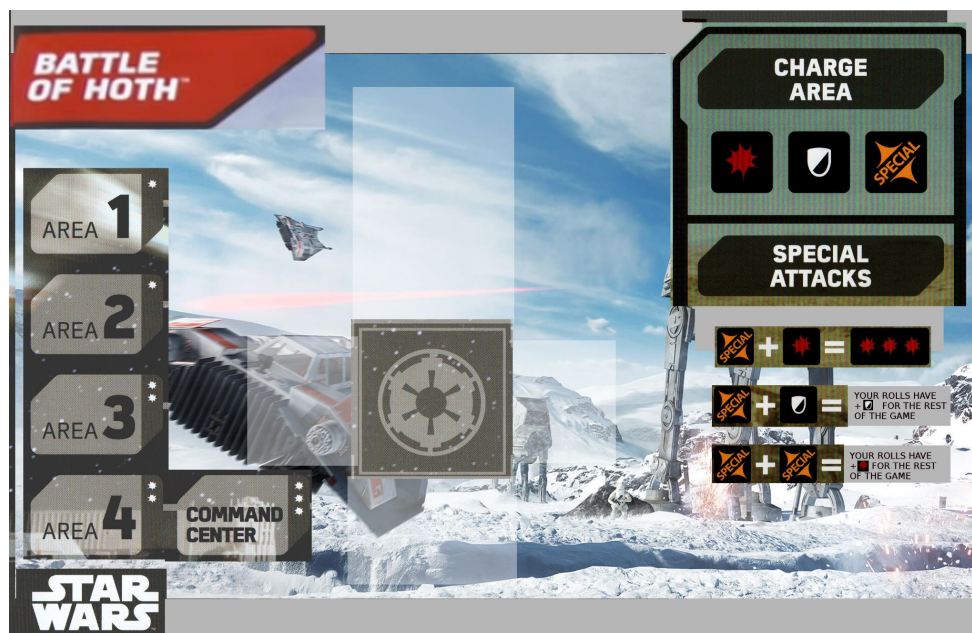 BATTLE
OF HOTH™
AREA 1
AREA 2
AREA 3
AREA 4
COMMAND
CENTER
STAR
WARS
CHARGE
AREA
SPECIAL
SPECIAL
ATTACKS
SPECIAL + =
SPECIAL + =
YOUR ROLLS HAVE
+ FOR THE REST
OF THE GAME
SPECIAL + SPECIAL =
YOUR ROLLS HAVE
+ FOR THE REST
OF THE GAME